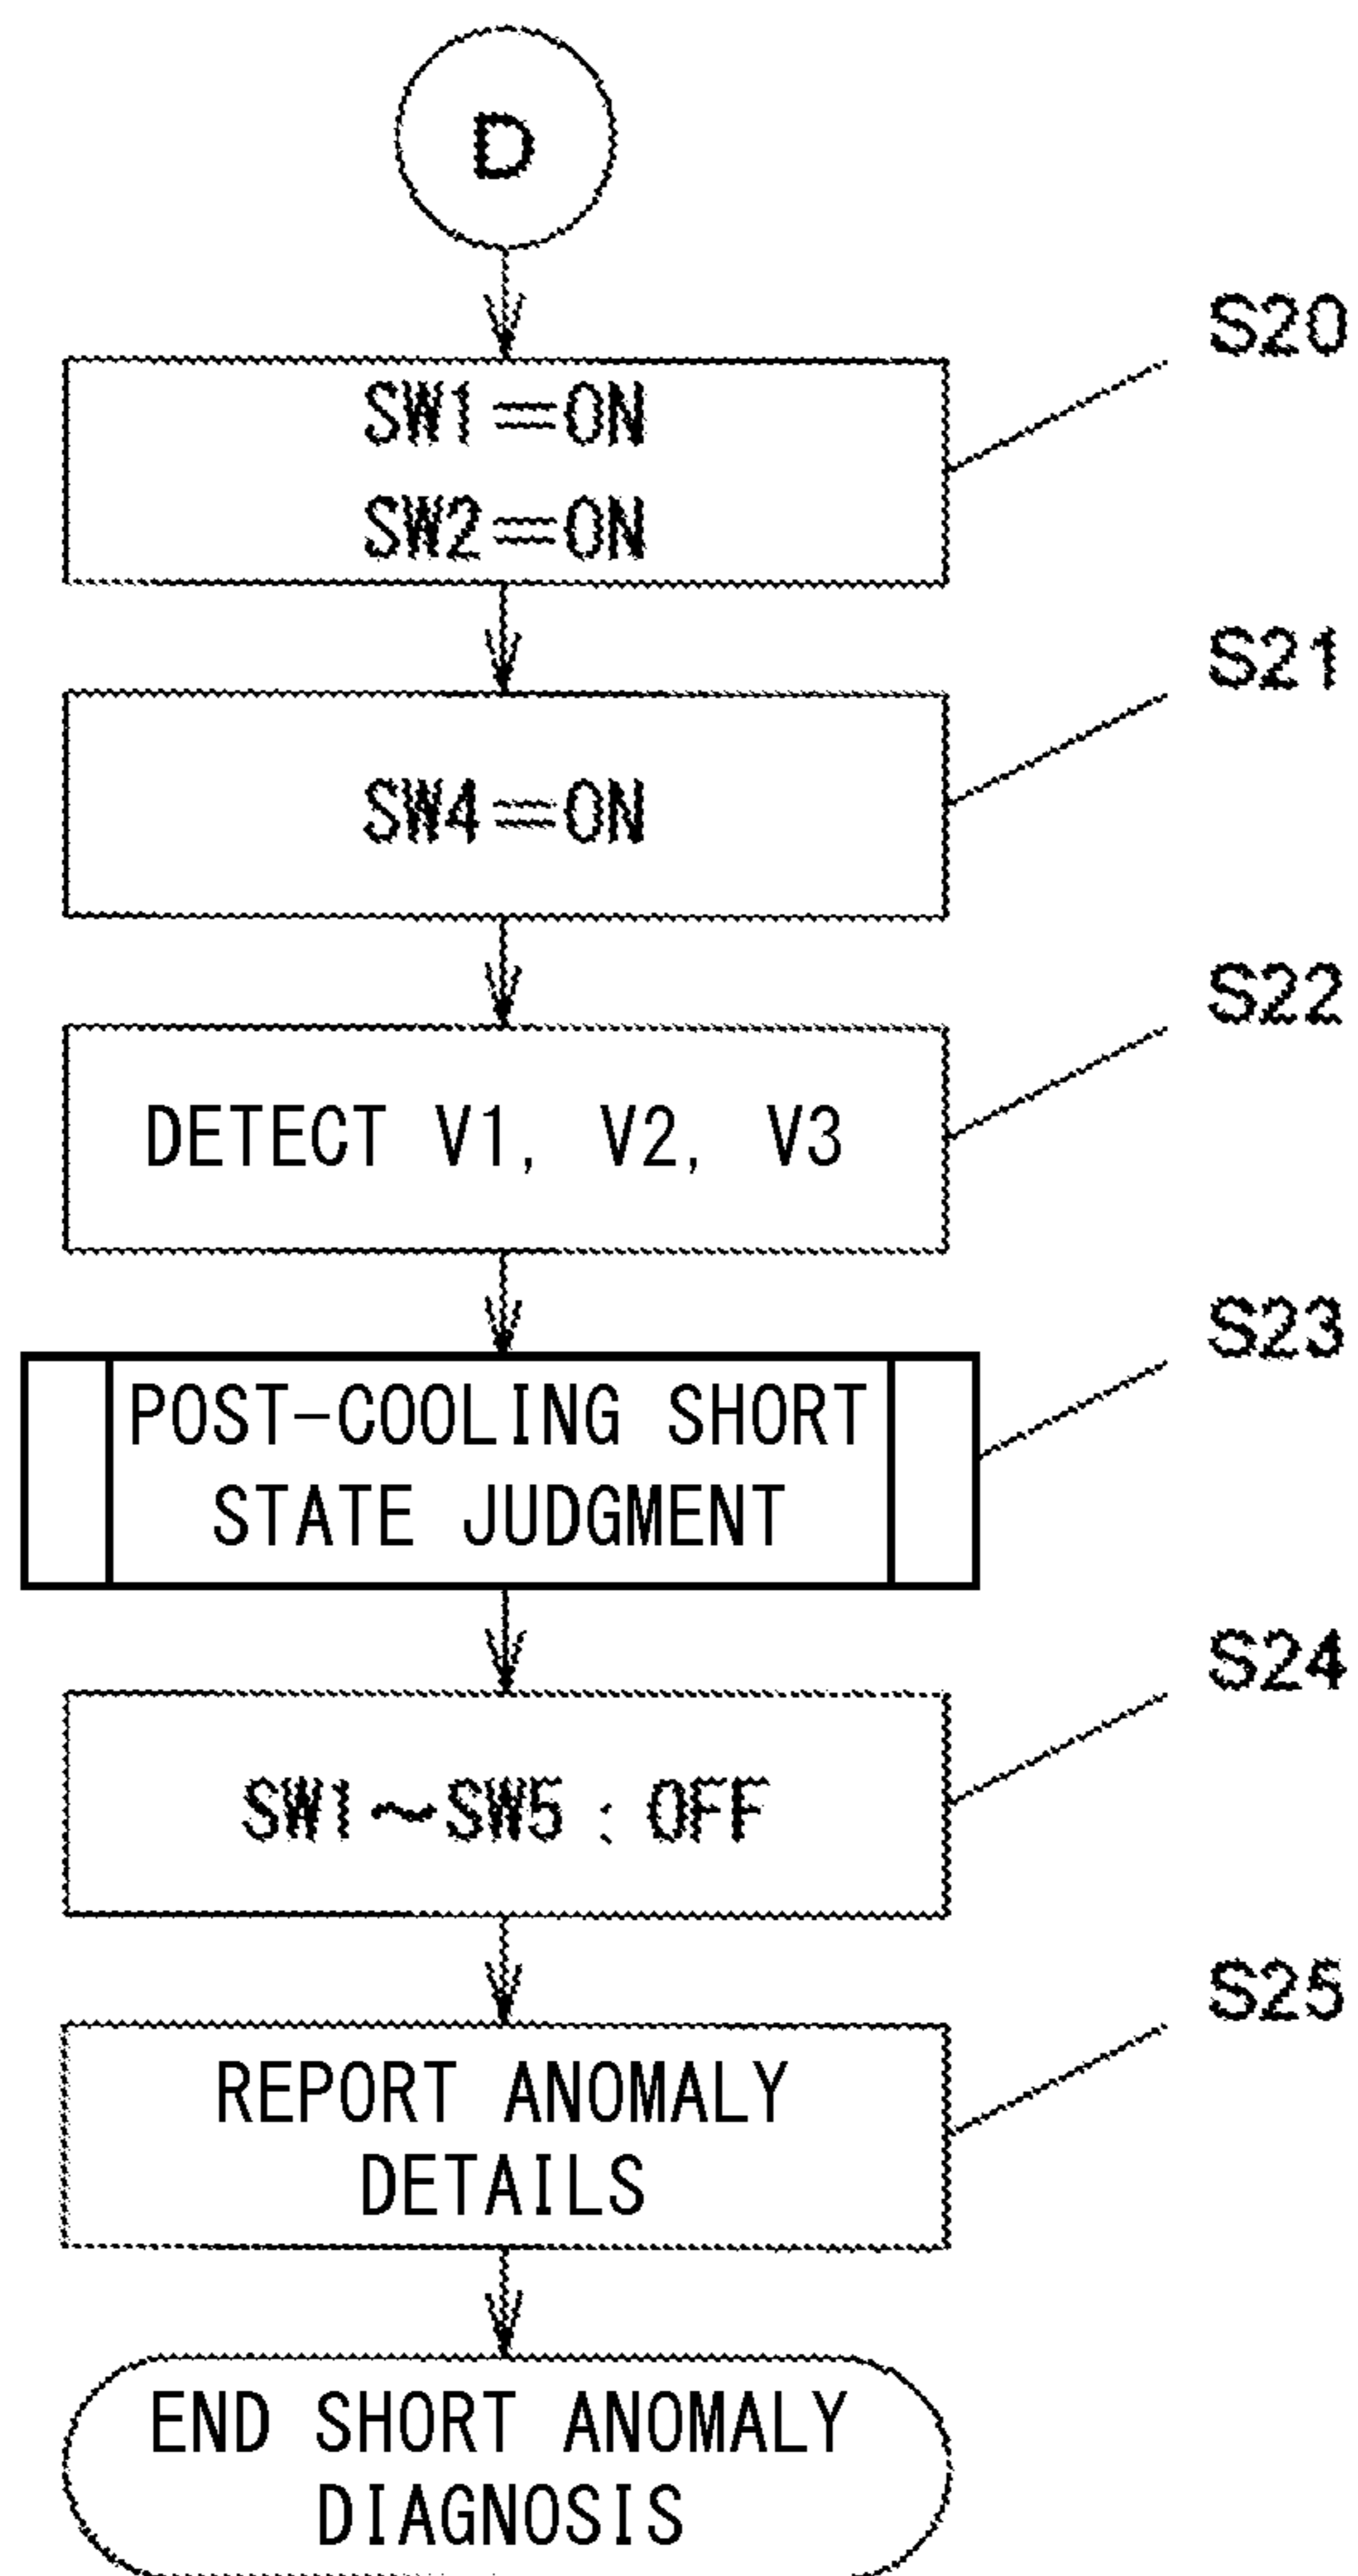 D
S20
SW1=ON
SW2=ON
S21
SW4=ON
S22
DETECT V1, V2, V3
S23
POST-COOLING SHORT
STATE JUDGMENT
S24
SW1～SW5：OFF
S25
REPORT ANOMALY
DETAILS
END SHORT ANOMALY
DIAGNOSIS